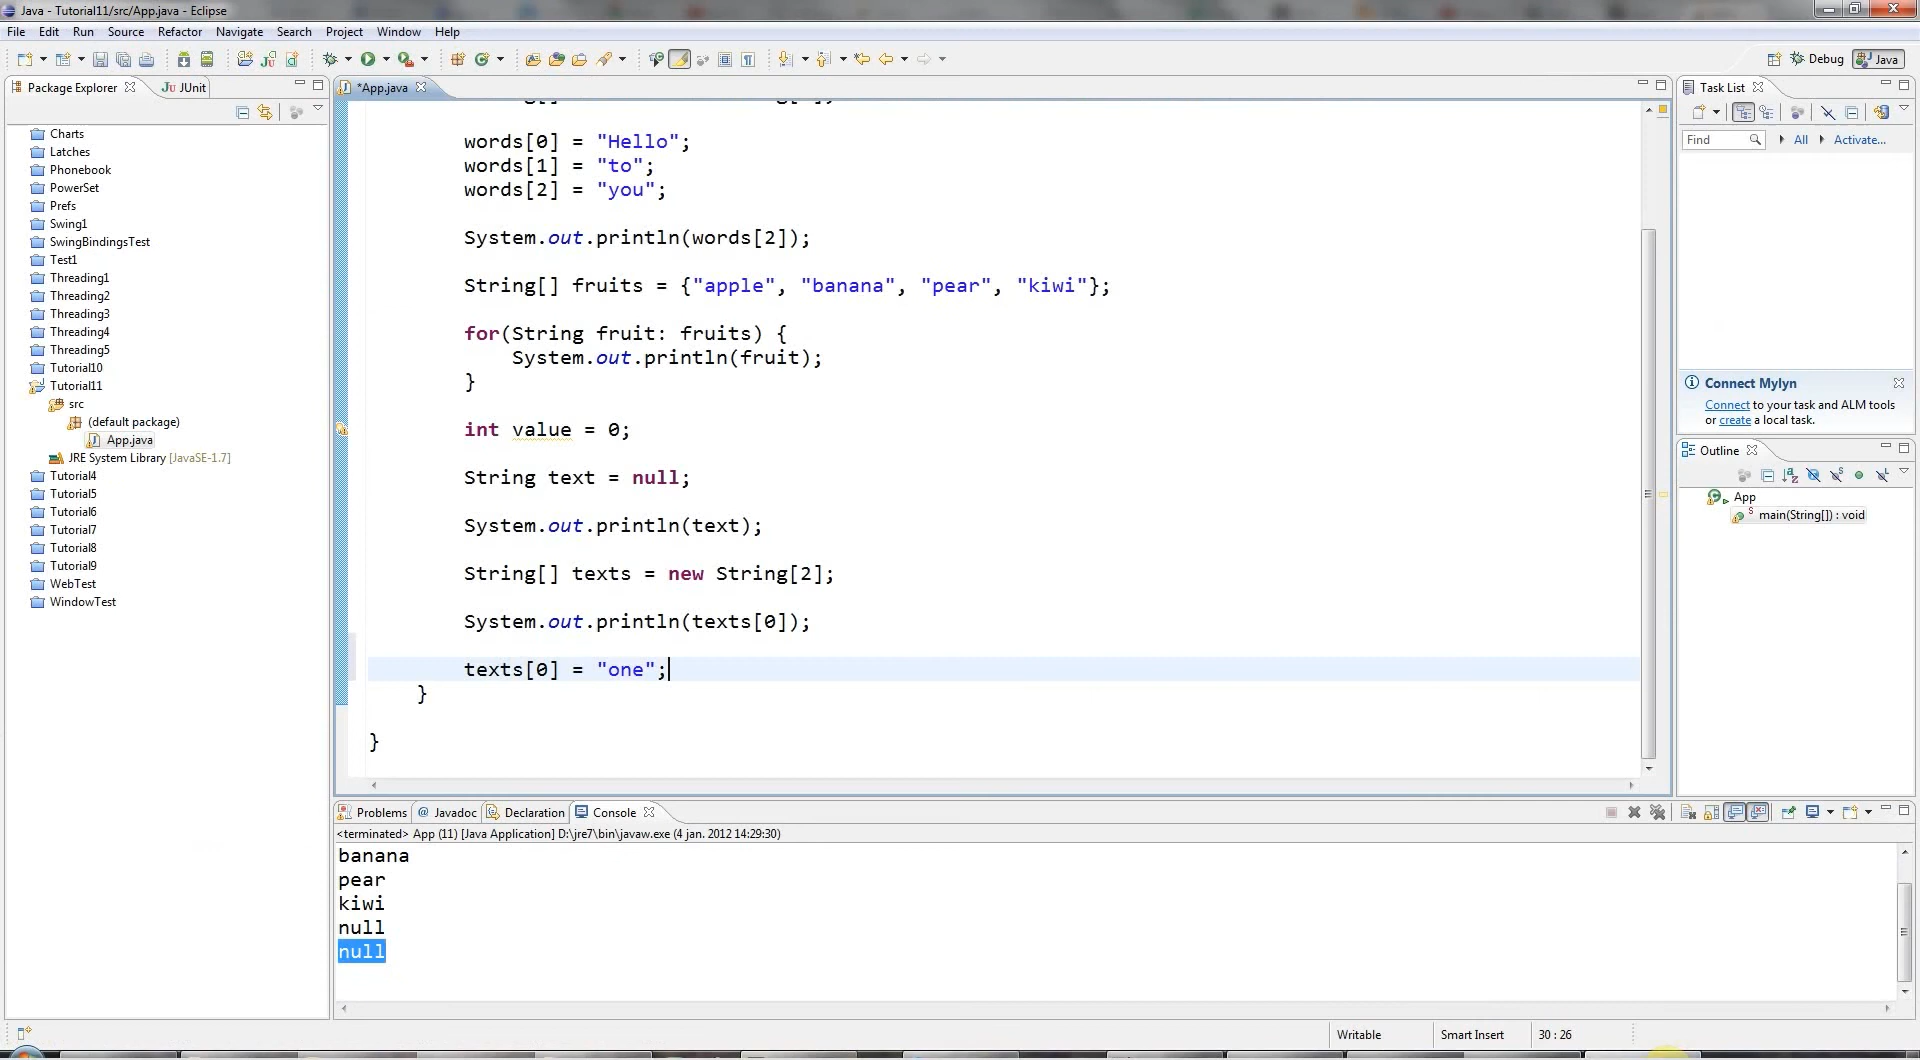 Java - Tutorial11/src/App.java - Eclipse
File Edit Run Source Refactor Navigate Search Project Window Help
Debug Java
Package Explorer JUnit
Charts
Latches
Phonebook
PowerSet
Prefs
Swing1
SwingBindingsTest
Test1
Threading1
Threading2
Threading3
Threading4
Threading5
Tutorial10
Tutorial11
src
(default package)
App.java
JRE System Library [JavaSE-1.7]
Tutorial4
Tutorial5
Tutorial6
Tutorial7
Tutorial8
Tutorial9
WebTest
WindowTest
*App.java
words[0] = "Hello";
words[1] = "to";
words[2] = "you";
System.out.println(words[2]);
String[] fruits = {"apple", "banana", "pear", "kiwi"};
for(String fruit: fruits) {
System.out.println(fruit);
}
int value = 0;
String text = null;
System.out.println(text);
String[] texts = new String[2];
System.out.println(texts[0]);
texts[0] = "one";
}
}
Task List
Find All Activate...
Connect Mylyn
Connect to your task and ALM tools
or create a local task.
Outline
App
main(String[]) : void
Problems Javadoc Declaration Console
<terminated> App (11) [Java Application] D:\jre7\bin\javaw.exe (4 jan. 2012 14:29:30)
banana
pear
kiwi
null
null
Writable Smart Insert 30 : 26